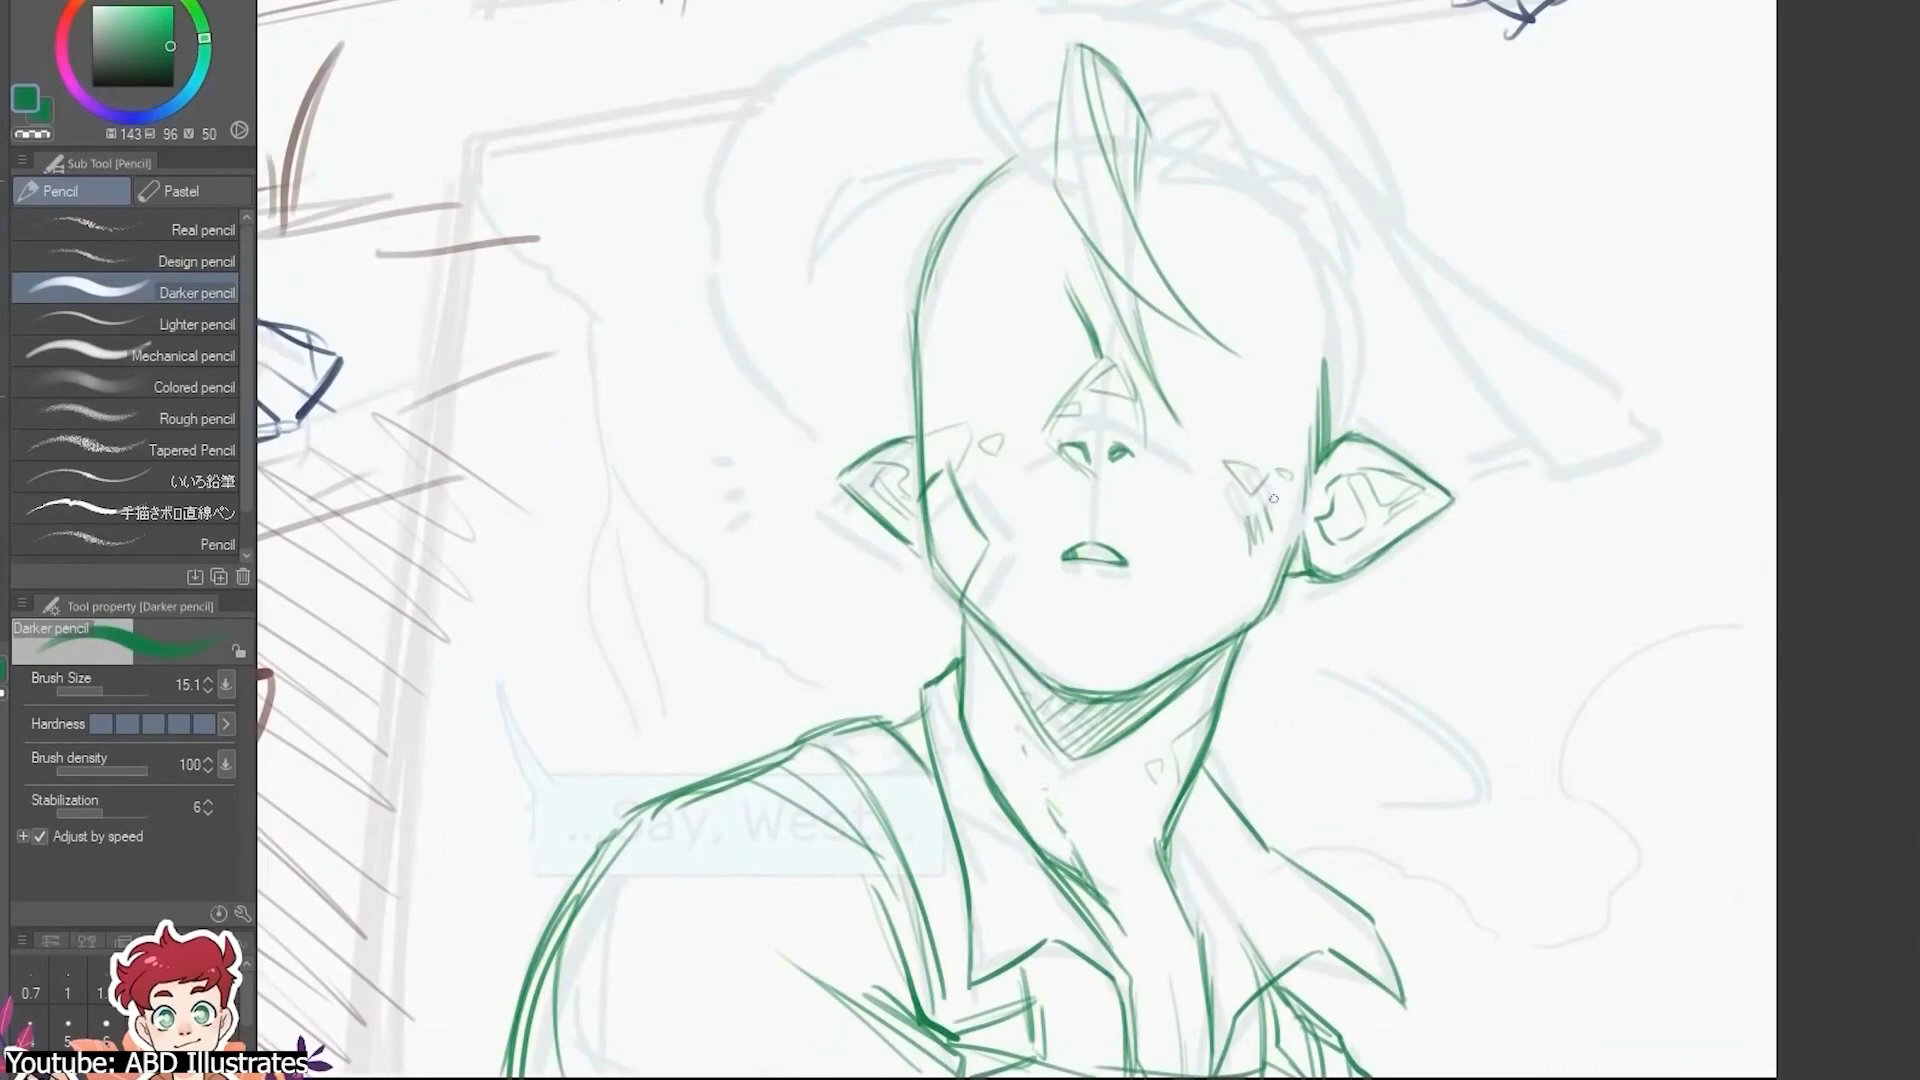 143 96 50
Sub Tool [Pencil]
Pencil Pastel
Real pencil
Design pencil
Darker pencil
Lighter pencil
Mechanical pencil
Colored pencil
Rough pencil
Tapered Pencil
いいろ鉛筆
手描きボロ直線ペン
Pencil
Tool property [Darker pencil]
Darker pencil
Brush Size 15.1
Hardness
Brush density 100
Stabilization 6
Adjust by speed
...Say, West...
0.7 1
5 6
Youtube: ABD Illustrates